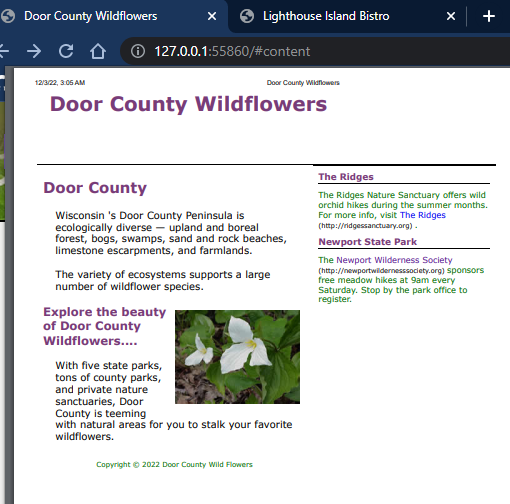 Door County Wildflowers
Lighthouse Island Bistro
127.0.0.1:55860/#content
12/3/22, 3:05 AM
Door County Wildflowers
Door County Wildflowers
Door County
Wisconsin 's Door County Peninsula is
ecologically diverse — upland and boreal
forest, bogs, swamps, sand and rock beaches,
limestone escarpments, and farmlands.
The variety of ecosystems supports a large
number of wildflower species.
Explore the beauty
of Door County
Wildflowers....
With five state parks,
tons of county parks,
and private nature
sanctuaries, Door
County is teeming
with natural areas for you to stalk your favorite
wildflowers.
The Ridges
The Ridges Nature Sanctuary offers wild
orchid hikes during the summer months.
For more info, visit The Ridges
(http://ridgessanctuary.org) .
Newport State Park
The Newport Wilderness Society
(http://newportwildernesssociety.org) sponsors
free meadow hikes at 9am every
Saturday. Stop by the park office to
register.
Copyright © 2022 Door County Wild Flowers